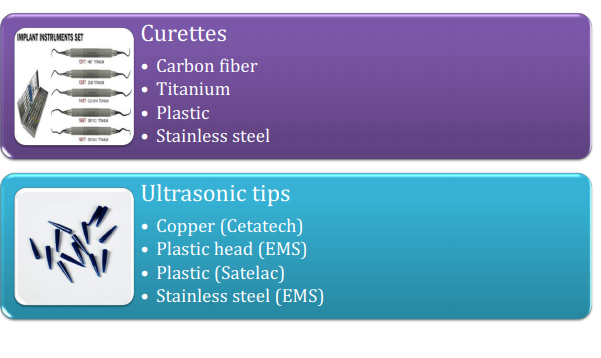 Curettes
IMPLANT INSTRUMENTS SET
• Carbon fiber
• Titanium
• Plastic
• Stainless steel
Ultrasonic tips
• Copper (Cetatech)
• Plastic head (EMS)
• Plastic (Satelac)
• Stainless steel (EMS)